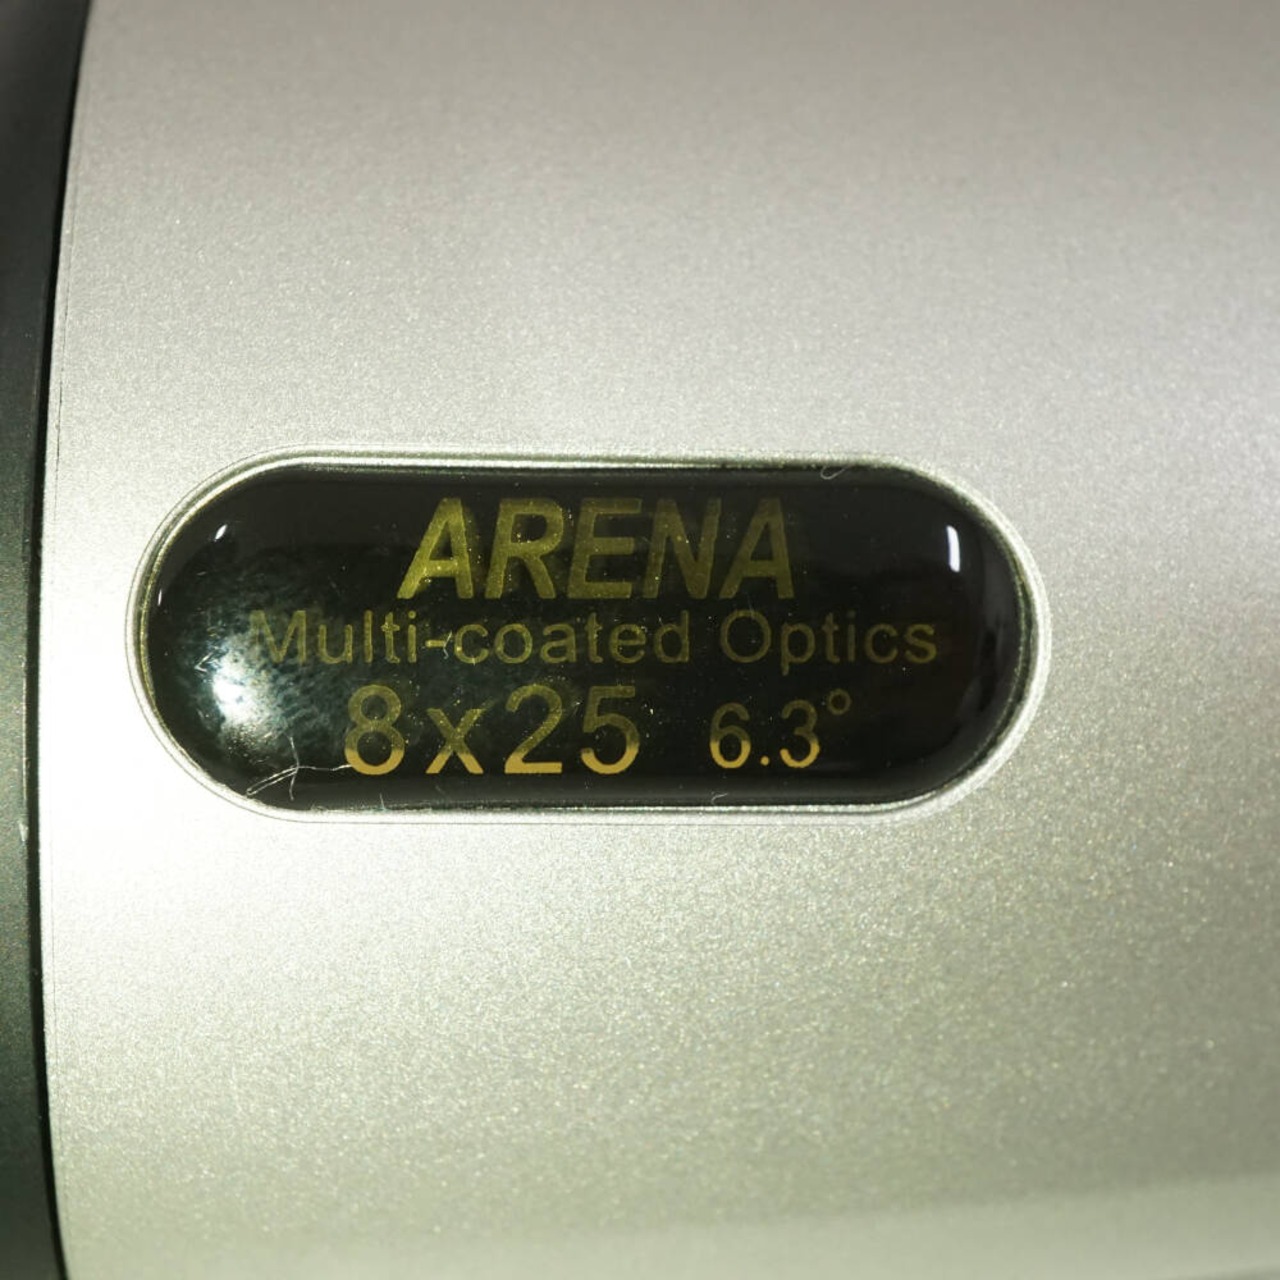 ARENA
Multi-coated Optics
8x25 6.3°